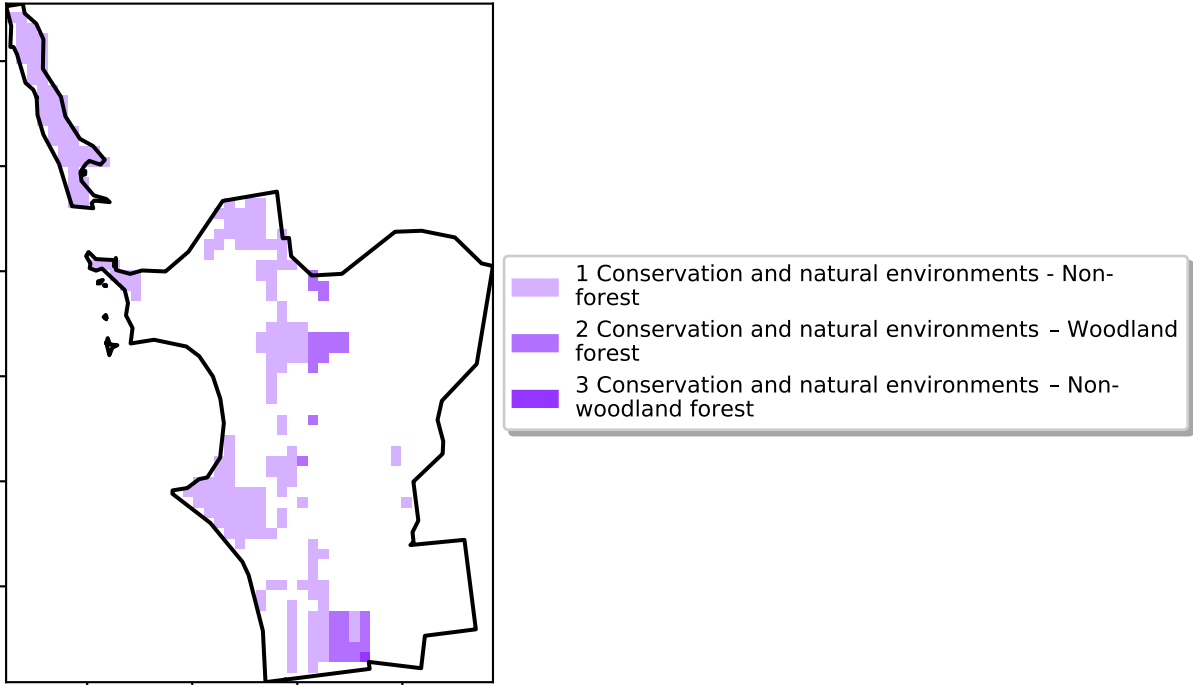 1 Conservation and natural environments - Non-
forest
2 Conservation and natural environments – Woodland
forest
3 Conservation and natural environments – Non-
woodland forest